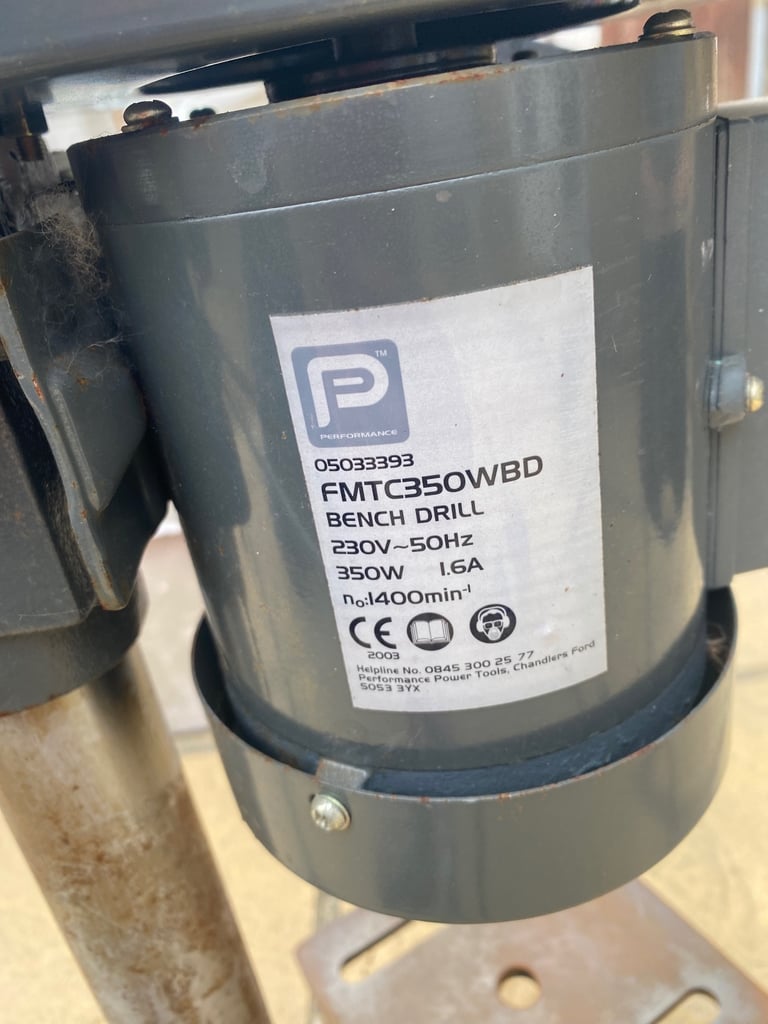 TM
PERFORMANCE
05033393
FMTC350WBD
BENCH DRILL
230V~50Hz
350W 1.6A
n₀:1400min⁻¹
CE
2003
Helpline No. 0845 300 25 77
Performance Power Tools, Chandlers Ford
SO53 3YX